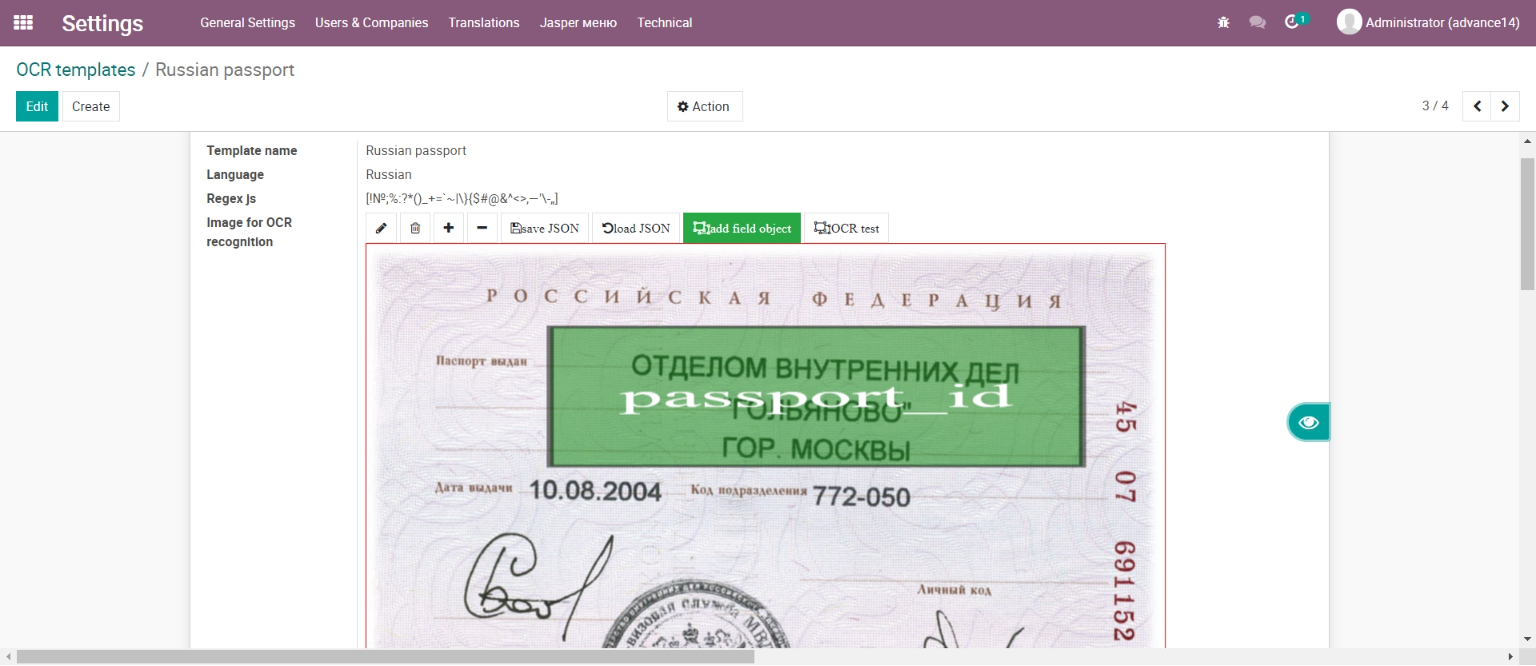 Settings
General Settings
Users & Companies
Translations
Jasper меню
Technical
1
Administrator (advance14)
OCR templates / Russian passport
Edit
Create
Action
3 / 4
Template name
Russian passport
Language
Russian
Regex js
[!№;%:?*()_+=`~|\}{$#@&^<>,—'\-„]
Image for OCR
recognition
save JSON
load JSON
add field object
OCR test
РОССИЙСКАЯ ФЕДЕРАЦИЯ
Паспорт выдан
ОТДЕЛОМ ВНУТРЕННИХ ДЕЛ
passport_id
"ГОЛЬЯНОВО"
ГОР. МОСКВЫ
Дата выдачи
10.08.2004
Код подразделения
772-050
45 07 691152
Личный код
ВИЗОВАЯ СЛУЖБА МВД